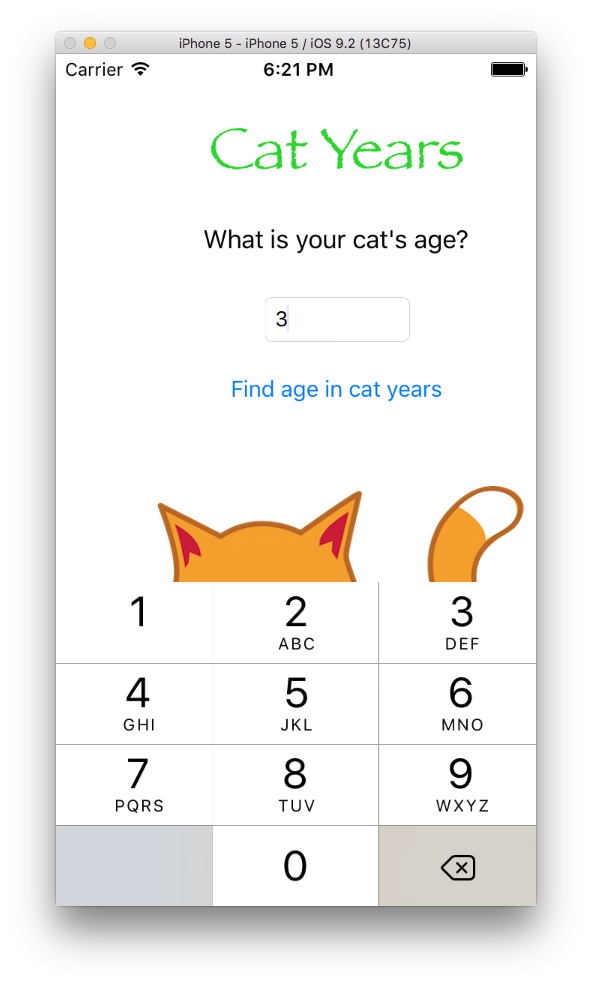 iPhone 5 - iPhone 5 / iOS 9.2 (13C75)
Carrier 6:21 PM
Cat Years
What is your cat's age?
3
Find age in cat years
1 2 3
ABC DEF
4 5 6
GHI JKL MNO
7 8 9
PQRS TUV WXYZ
0